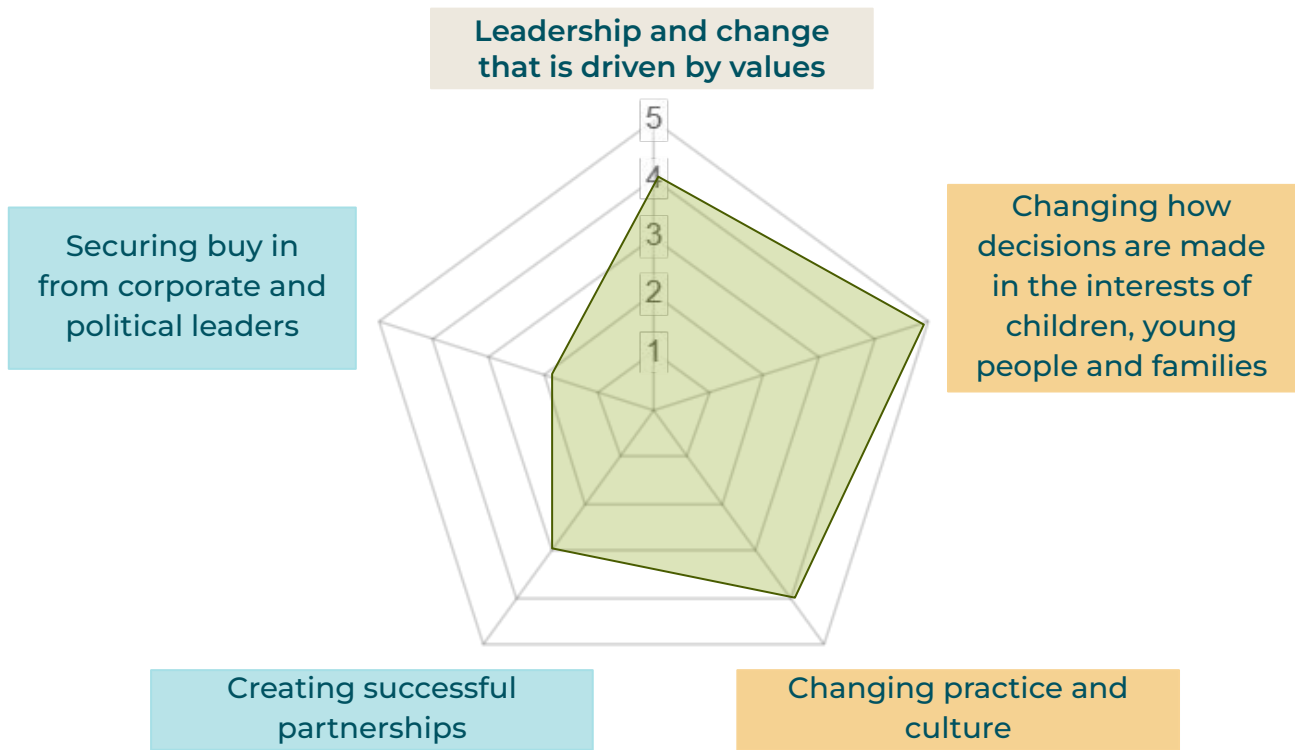 Leadership and change
that is driven by values
5
4
3
2
1
Securing buy in
from corporate and
political leaders
Changing how
decisions are made
in the interests of
children, young
people and families
Creating successful
partnerships
Changing practice and
culture